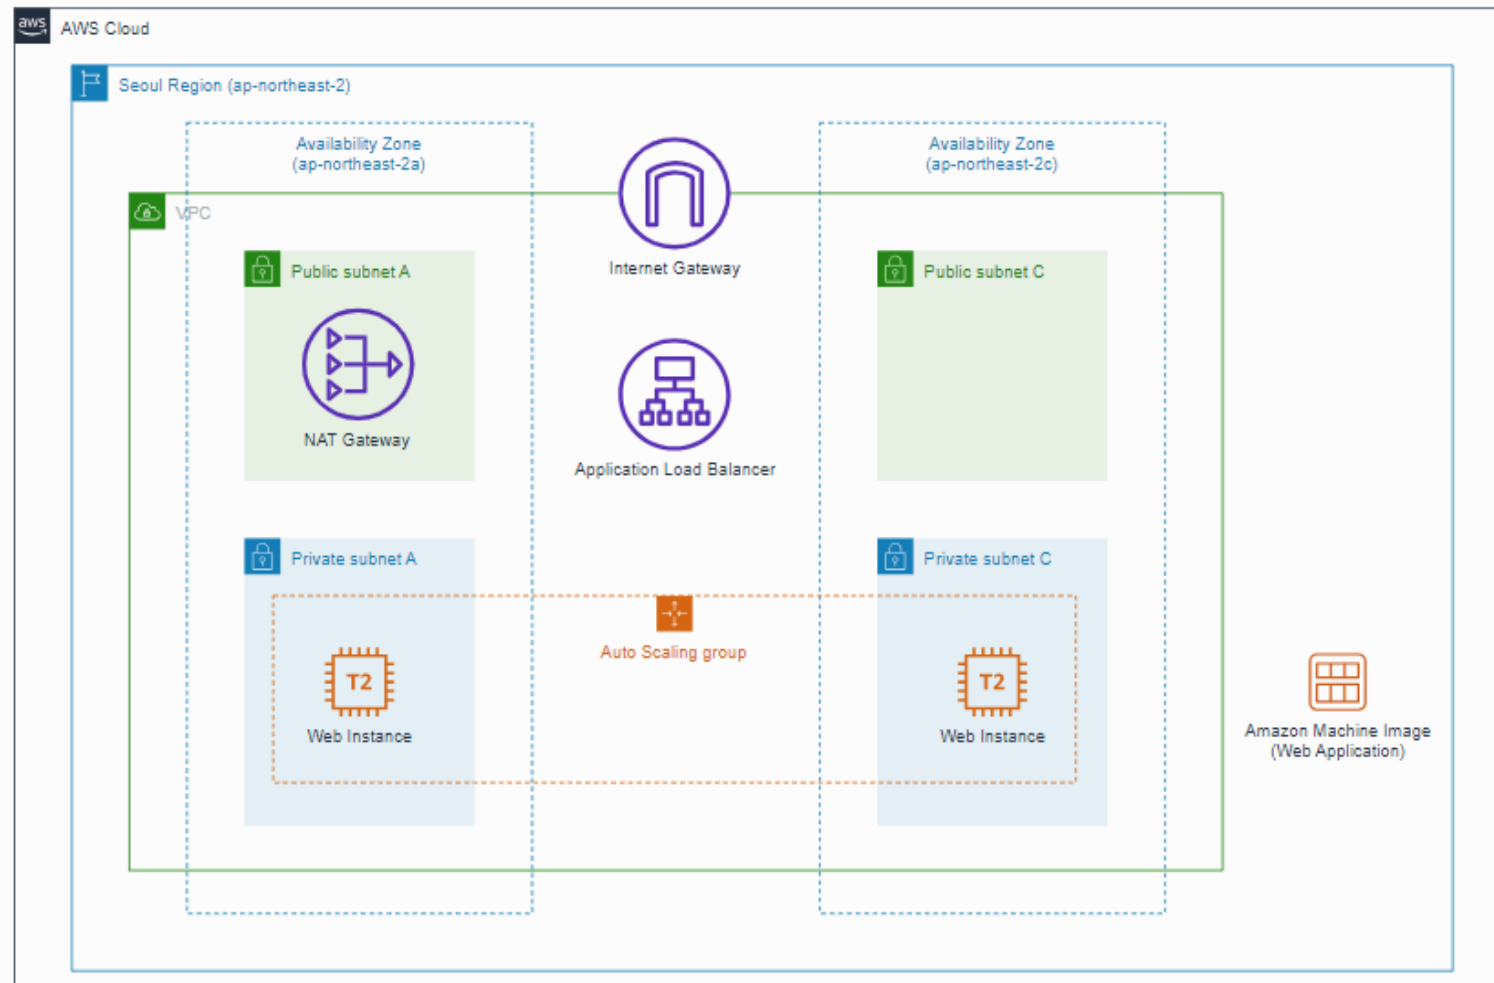 aws
AWS Cloud
Seoul Region (ap-northeast-2)
Availability Zone
(ap-northeast-2a)
Availability Zone
(ap-northeast-2c)
VPC
Internet Gateway
Public subnet A
Public subnet C
NAT Gateway
Application Load Balancer
Private subnet A
Private subnet C
Auto Scaling group
T2
Web Instance
T2
Web Instance
Amazon Machine Image
(Web Application)